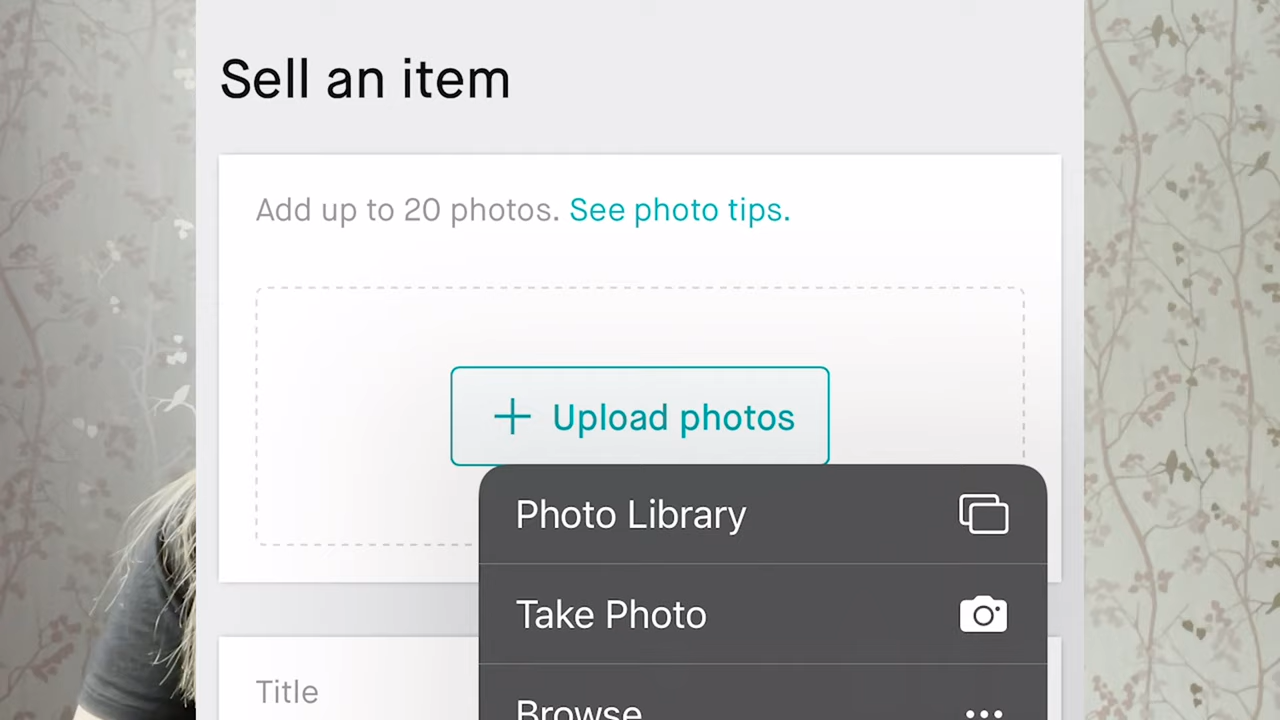 Sell an item
Add up to 20 photos. See photo tips.
Upload photos
Photo Library
Take Photo
Title
Browse